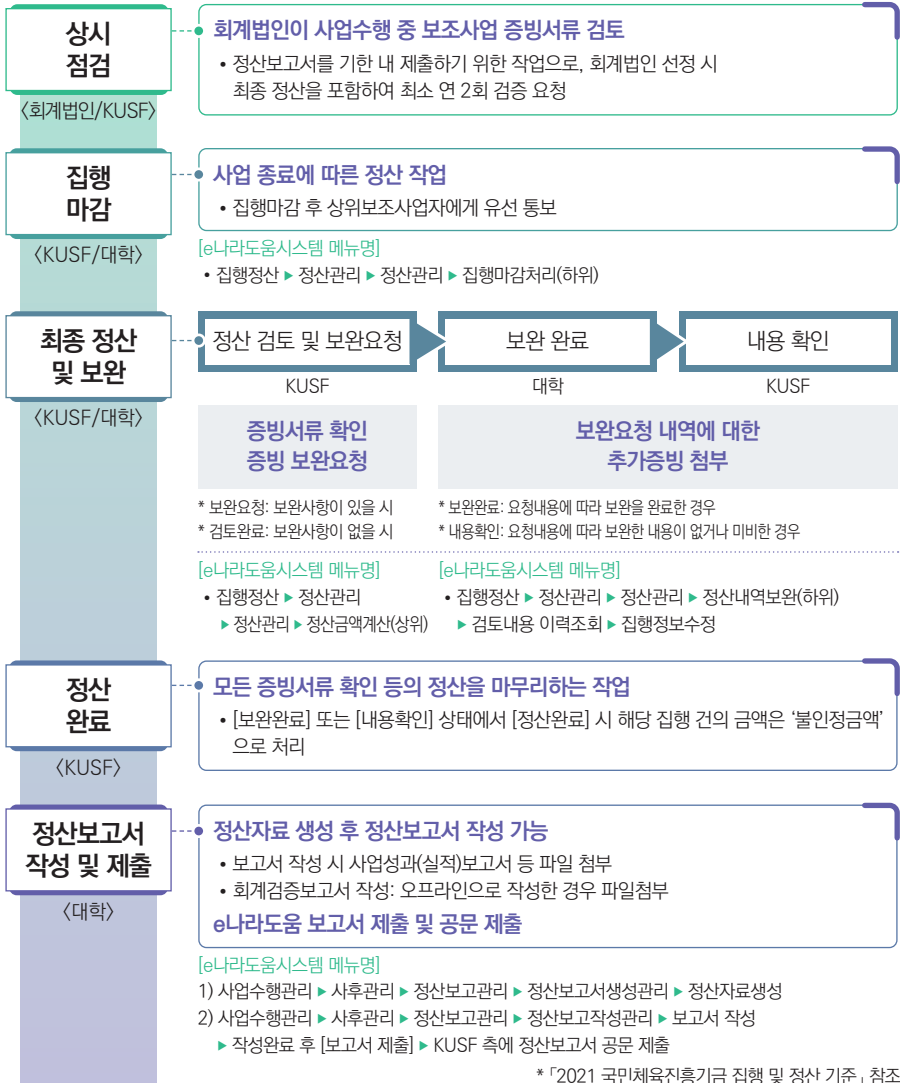 상시
점검
〈회계법인/KUSF〉
회계법인이 사업수행 중 보조사업 증빙서류 검토
• 정산보고서를 기한 내 제출하기 위한 작업으로, 회계법인 선정 시
최종 정산을 포함하여 최소 연 2회 검증 요청
집행
마감
〈KUSF/대학〉
사업 종료에 따른 정산 작업
• 집행마감 후 상위보조사업자에게 유선 통보
[e나라도움시스템 메뉴명]
• 집행정산 ▶ 정산관리 ▶ 정산관리 ▶ 집행마감처리(하위)
최종 정산
및 보완
〈KUSF/대학〉
정산 검토 및 보완요청
보완 완료
내용 확인
KUSF
대학
KUSF
증빙서류 확인
증빙 보완요청
보완요청 내역에 대한
추가증빙 첨부
* 보완요청: 보완사항이 있을 시
* 검토완료: 보완사항이 없을 시
* 보완완료: 요청내용에 따라 보완을 완료한 경우
* 내용확인: 요청내용에 따라 보완한 내용이 없거나 미비한 경우
[e나라도움시스템 메뉴명]
• 집행정산 ▶ 정산관리
▶ 정산관리 ▶ 정산금액계산(상위)
[e나라도움시스템 메뉴명]
• 집행정산 ▶ 정산관리 ▶ 정산관리 ▶ 정산내역보완(하위)
▶ 검토내용 이력조회 ▶ 집행정보수정
정산
완료
〈KUSF〉
모든 증빙서류 확인 등의 정산을 마무리하는 작업
• [보완완료] 또는 [내용확인] 상태에서 [정산완료] 시 해당 집행 건의 금액은 ‘불인정금액’
으로 처리
정산보고서
작성 및 제출
〈대학〉
정산자료 생성 후 정산보고서 작성 가능
• 보고서 작성 시 사업성과(실적)보고서 등 파일 첨부
• 회계검증보고서 작성: 오프라인으로 작성한 경우 파일첨부
e나라도움 보고서 제출 및 공문 제출
[e나라도움시스템 메뉴명]
1) 사업수행관리 ▶ 사후관리 ▶ 정산보고관리 ▶ 정산보고서생성관리 ▶ 정산자료생성
2) 사업수행관리 ▶ 사후관리 ▶ 정산보고관리 ▶ 정산보고작성관리 ▶ 보고서 작성
▶ 작성완료 후 [보고서 제출] ▶ KUSF 측에 정산보고서 공문 제출
* 「2021 국민체육진흥기금 집행 및 정산 기준」 참조